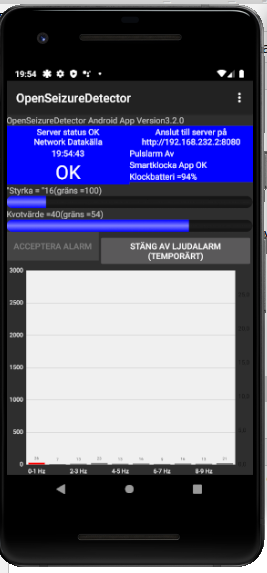 19:54
OpenSeizureDetector
OpenSeizureDetector Android App Version3.2.0
Server status OK
Network Datakälla
19:54:43
OK
Anslut till server på
http://192.168.232.2:8080
Pulslarm Av
Smartklocka App OK
Klockbatteri =94%
"Styrka = "16(gräns =100)
Kvotvärde =40(gräns =54)
ACCEPTERA ALARM
STÄNG AV LJUDALARM
(TEMPORÄRT)
3000
2500
2000
1500
1000
500
0
0-1 Hz 2-3 Hz 4-5 Hz 6-7 Hz 8-9 Hz